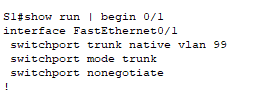 S1#show run | begin 0/1
interface FastEthernet0/1
switchport trunk native vlan 99
switchport mode trunk
switchport nonegotiate
!